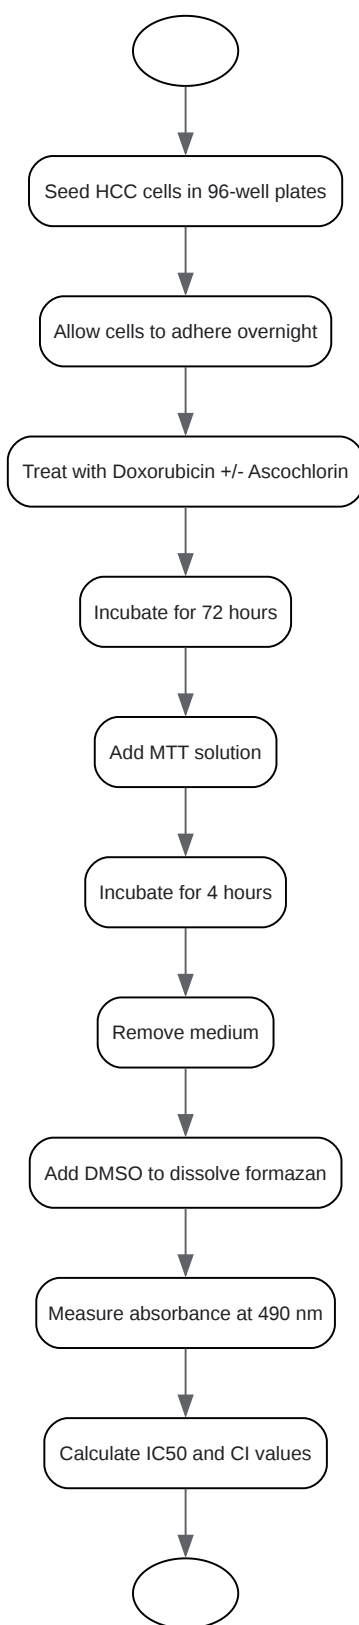 Seed HCC cells in 96-well plates
Allow cells to adhere overnight
Treat with Doxorubicin +/- Ascochlorin
Incubate for 72 hours
Add MTT solution
Incubate for 4 hours
Remove medium
Add DMSO to dissolve formazan
Measure absorbance at 490 nm
Calculate IC50 and CI values